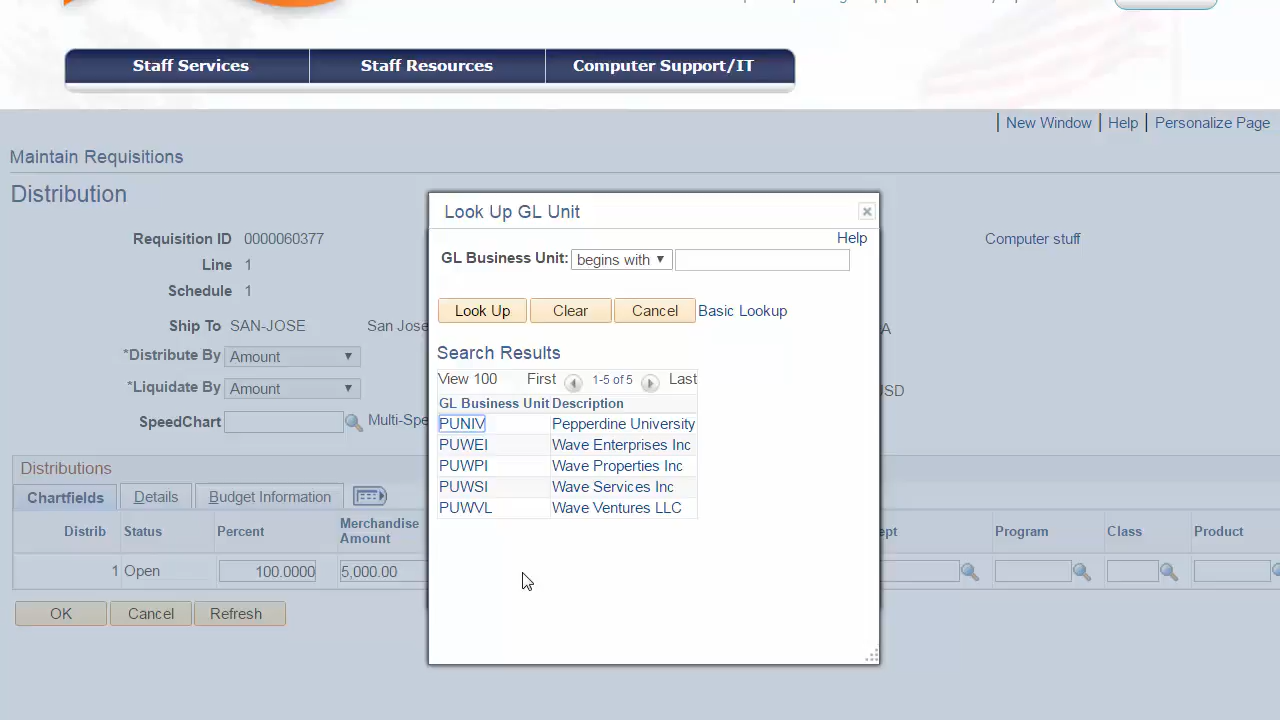 Staff Services Staff Resources Computer Support/IT
New Window Help Personalize Page
Maintain Requisitions
Distribution
Requisition ID 0000060377
Computer stuff
Line 1
Schedule 1
Ship To SAN-JOSE San Jose
*Distribute By Amount
*Liquidate By Amount
USD
SpeedChart Multi-Spe
Look Up GL Unit
Help
GL Business Unit: begins with
Look Up Clear Cancel Basic Lookup
Search Results
View 100 First 1-5 of 5 Last
GL Business Unit Description
PUNIV Pepperdine University
PUWEI Wave Enterprises Inc
PUWPI Wave Properties Inc
PUWSI Wave Services Inc
PUWVL Wave Ventures LLC
Distributions
Chartfields Details Budget Information
Distrib Status Percent Merchandise Amount Program Class Product
1 Open 100.0000 5,000.00
OK Cancel Refresh